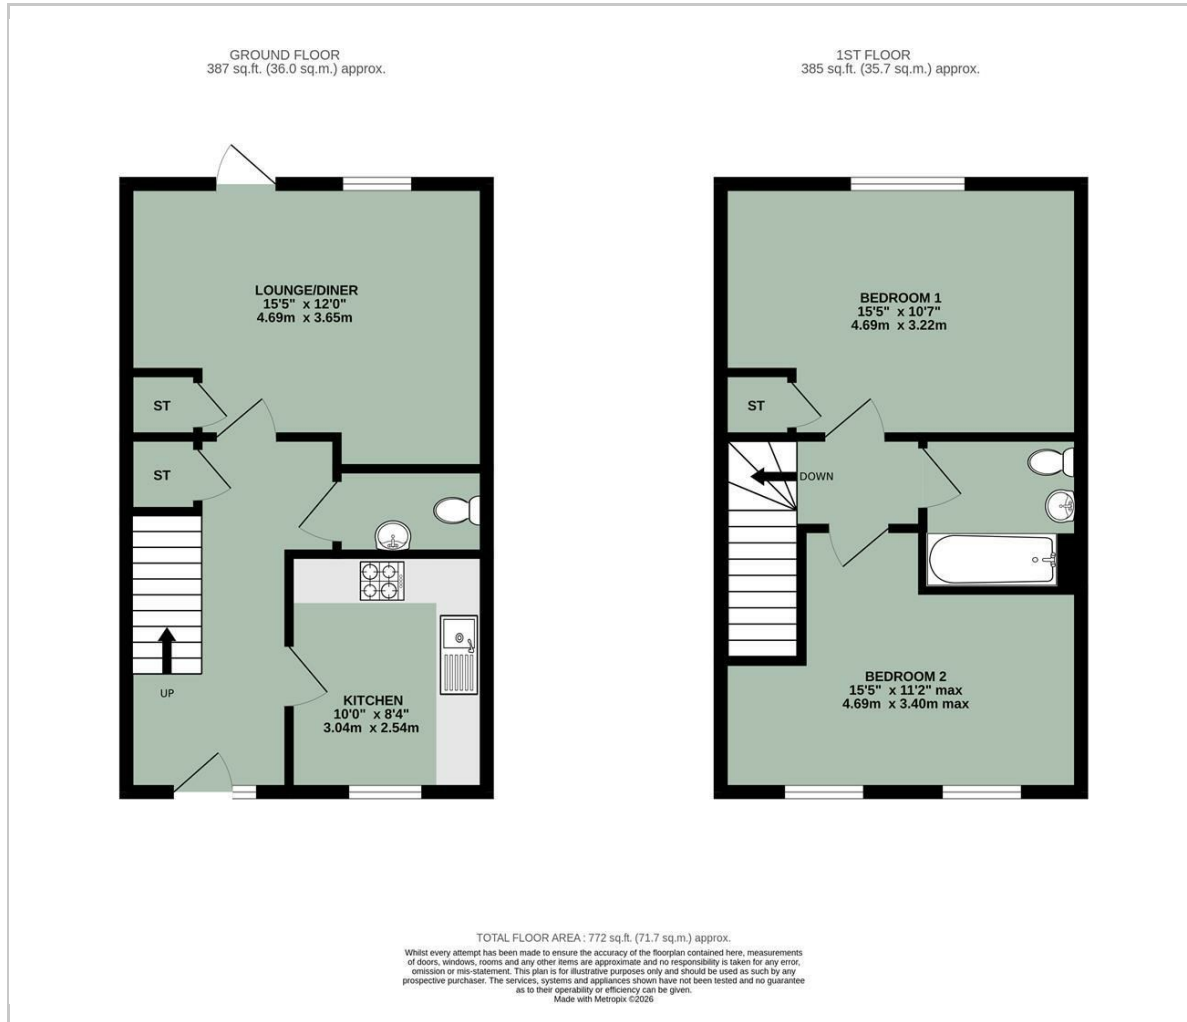 GROUND FLOOR
387 sq.ft. (36.0 sq.m.) approx.
1ST FLOOR
385 sq.ft. (35.7 sq.m.) approx.
LOUNGE/DINER
15'5" x 12'0"
4.69m x 3.65m
ST
ST
UP
KITCHEN
10'0" x 8'4"
3.04m x 2.54m
BEDROOM 1
15'5" x 10'7"
4.69m x 3.22m
ST
DOWN
BEDROOM 2
15'5" x 11'2" max
4.69m x 3.40m max
TOTAL FLOOR AREA : 772 sq.ft. (71.7 sq.m.) approx.
Whilst every attempt has been made to ensure the accuracy of the floorplan contained here, measurements
of doors, windows, rooms and any other items are approximate and no responsibility is taken for any error,
omission or mis-statement. This plan is for illustrative purposes only and should be used as such by any
prospective purchaser. The services, systems and appliances shown have not been tested and no guarantee
as to their operability or efficiency can be given.
Made with Metropix ©2026